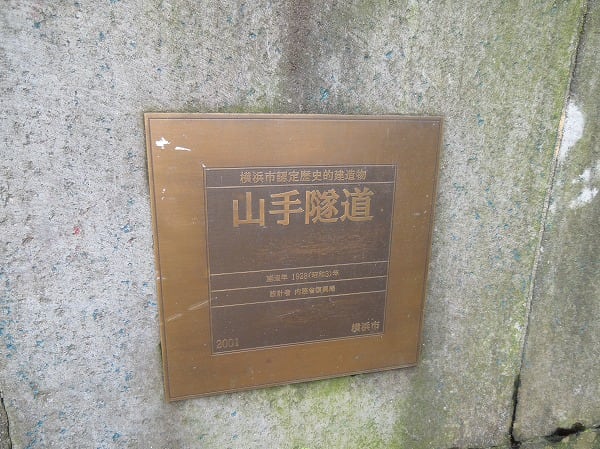 横浜市認定歴史的建造物
山手隧道
建造年 1928(昭和3)年
設計者 内務省復興局
2001
横浜市